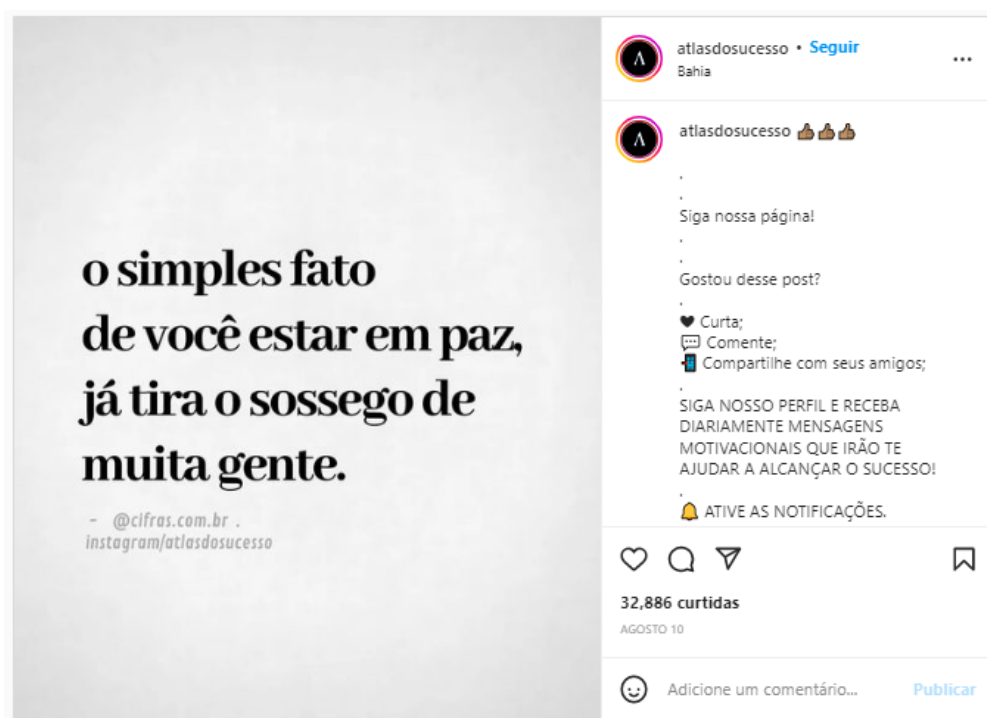 o simples fato
de você estar em paz,
já tira o sossego de
muita gente.
- @cifras.com.br .
instagram/atlasdosucesso
atlasdosucesso • Seguir
Bahia
atlasdosucesso 👍🏽👍🏽👍🏽
.
.
Siga nossa página!
.
.
Gostou desse post?
.
🖤 Curta;
💬 Comente;
📲 Compartilhe com seus amigos;
.
SIGA NOSSO PERFIL E RECEBA
DIARIAMENTE MENSAGENS
MOTIVACIONAIS QUE IRÃO TE
AJUDAR A ALCANÇAR O SUCESSO!
.
🔔 ATIVE AS NOTIFICAÇÕES.
32,886 curtidas
AGOSTO 10
Adicione um comentário...
Publicar